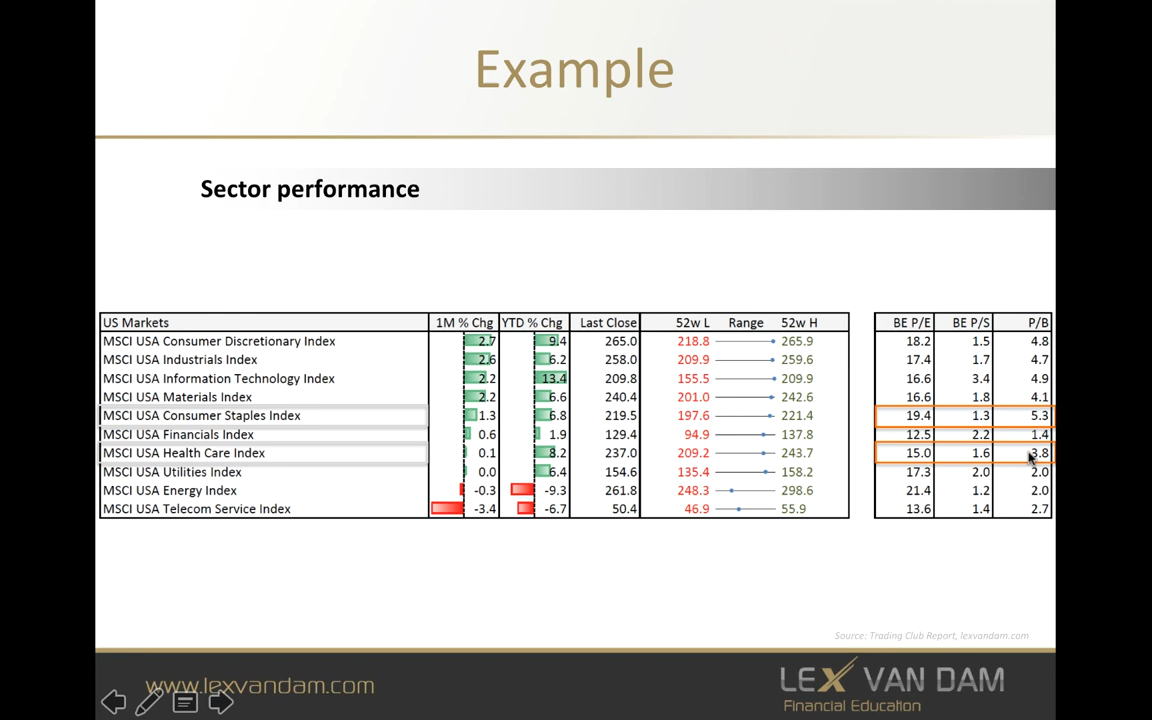 Example
Sector performance
US Markets 1M % Chg YTD % Chg Last Close 52w L Range 52w H BE P/E BE P/S P/B
MSCI USA Consumer Discretionary Index 2.7 9.4 265.0 218.8 265.9 18.2 1.5 4.8
MSCI USA Industrials Index 2.6 6.2 258.0 209.9 259.6 17.4 1.7 4.7
MSCI USA Information Technology Index 2.2 13.4 209.8 155.5 209.9 16.6 3.4 4.9
MSCI USA Materials Index 2.2 6.6 240.4 201.0 242.6 16.6 1.8 4.1
MSCI USA Consumer Staples Index 1.3 6.8 219.5 197.6 221.4 19.4 1.3 5.3
MSCI USA Financials Index 0.6 1.9 129.4 94.9 137.8 12.5 2.2 1.4
MSCI USA Health Care Index 0.1 8.2 237.0 209.2 243.7 15.0 1.6 3.8
MSCI USA Utilities Index 0.0 6.4 154.6 135.4 158.2 17.3 2.0 2.0
MSCI USA Energy Index -0.3 -9.3 261.8 248.3 298.6 21.4 1.2 2.0
MSCI USA Telecom Service Index -3.4 -6.7 50.4 46.9 55.9 13.6 1.4 2.7
Source: Trading Club Report, lexvandam.com
www.lexvandam.com
LEX VAN DAM
Financial Education